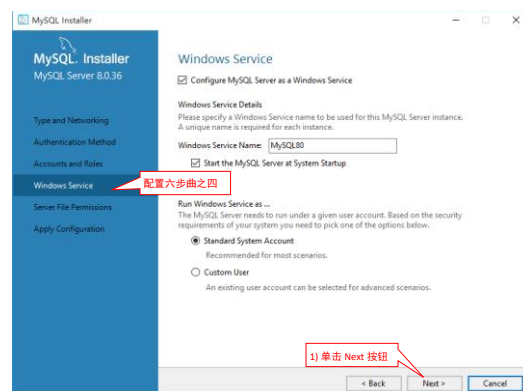 MySQL Installer
MySQL. Installer
MySQL Server 8.0.36
Type and Networking
Authentication Method
Accounts and Roles
Windows Service
Server File Permissions
Apply Configuration
配置六步曲之四
Windows Service
Configure MySQL Server as a Windows Service
Windows Service Details
Please specify a Windows Service name to be used for this MySQL Server instance.
A unique name is required for each instance.
Windows Service Name: MySQL80
Start the MySQL Server at System Startup
Run Windows Service as ...
The MySQL Server needs to run under a given user account. Based on the security
requirements of your system you need to pick one of the options below.
Standard System Account
Recommended for most scenarios.
Custom User
An existing user account can be selected for advanced scenarios.
1) 单击 Next 按钮
< Back Next > Cancel